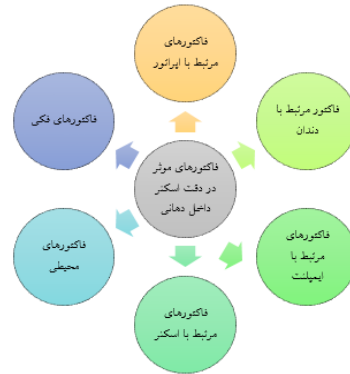 فاکتورهای
مرتبط با اپراتور
فاکتور مرتبط با
دندان
فاکتورهای
مرتبط با
ایمپلنت
فاکتورهای
مرتبط با اسکنر
فاکتورهای
محیطی
فاکتورهای فکی
فاکتورهای موثر
در دقت اسکنر
داخل دهانی